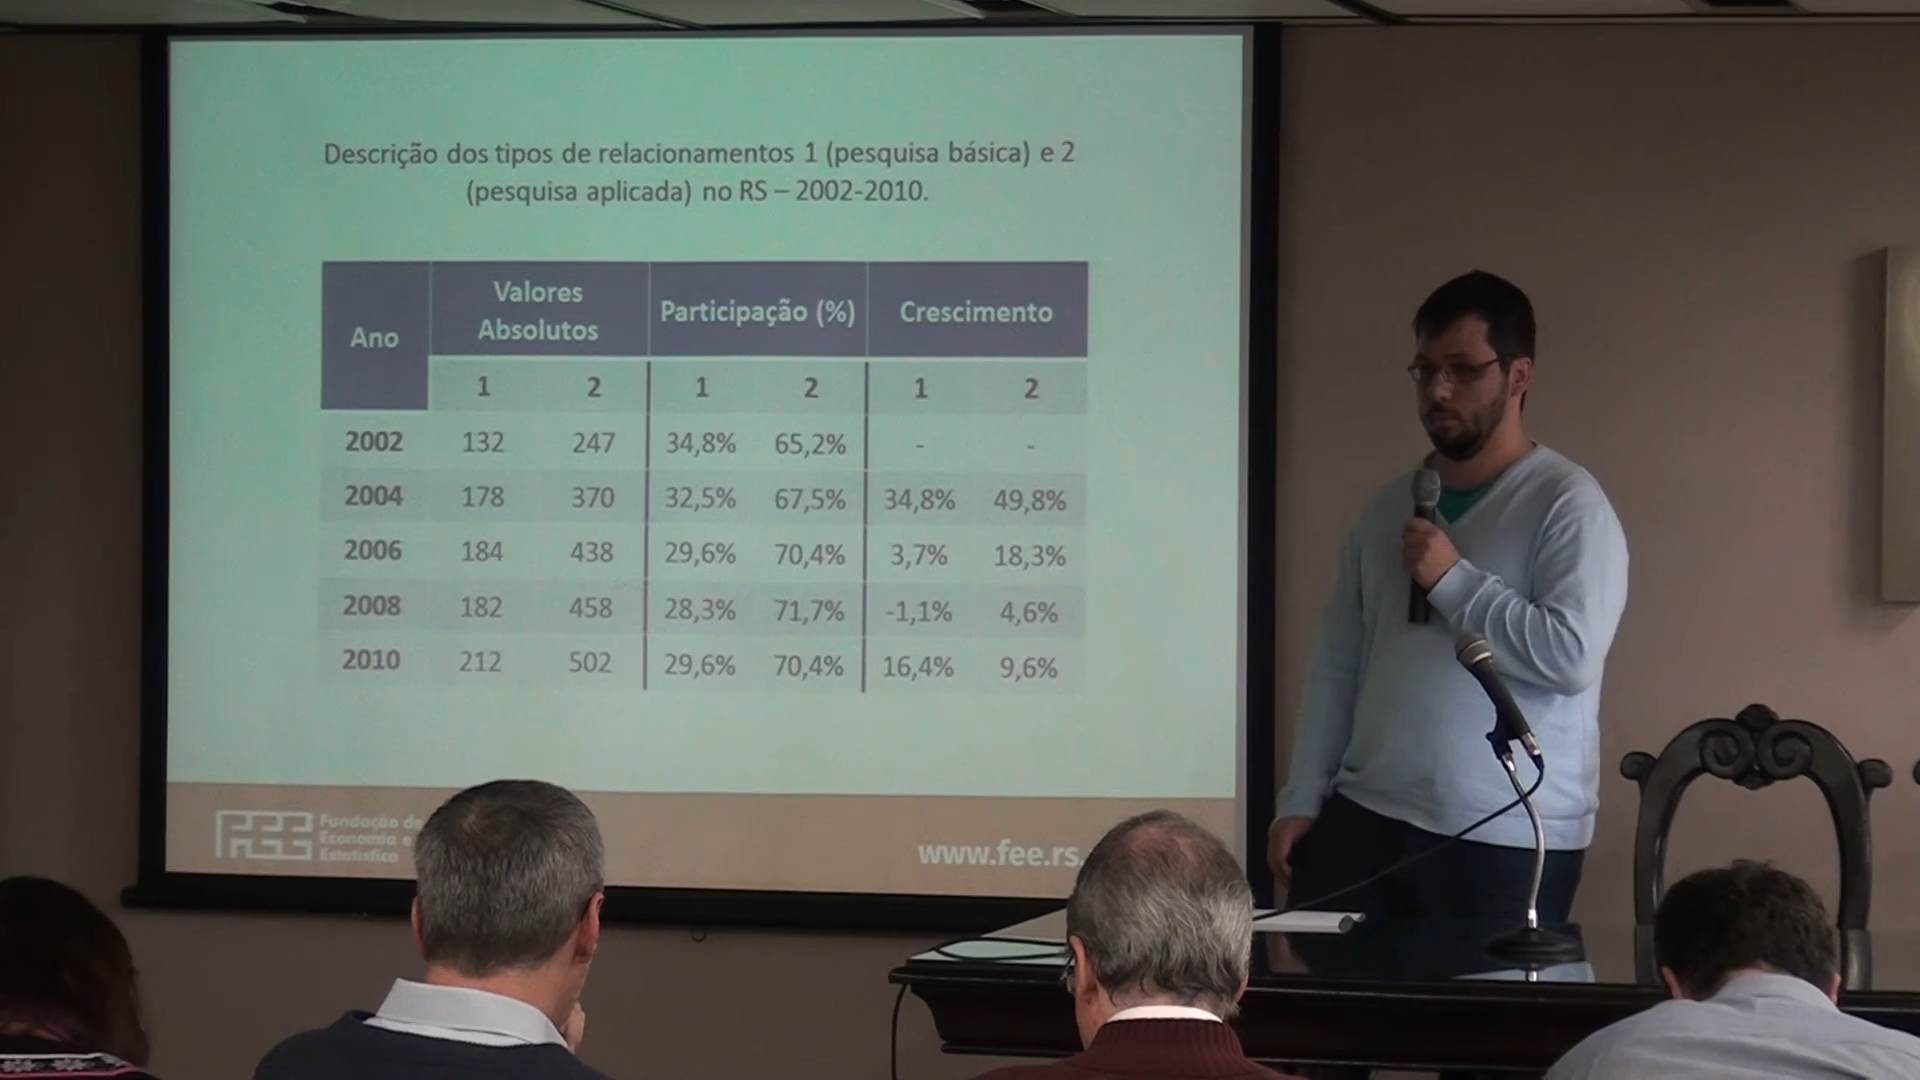 Descrição dos tipos de relacionamentos 1 (pesquisa básica) e 2
(pesquisa aplicada) no RS – 2002-2010.
Ano Valores Absolutos Participação (%) Crescimento
1 2 1 2 1 2
2002 132 247 34,8% 65,2% - -
2004 178 370 32,5% 67,5% 34,8% 49,8%
2006 184 438 29,6% 70,4% 3,7% 18,3%
2008 182 458 28,3% 71,7% -1,1% 4,6%
2010 212 502 29,6% 70,4% 16,4% 9,6%
FEE
Fundação de
Economia e
Estatística
www.fee.rs.